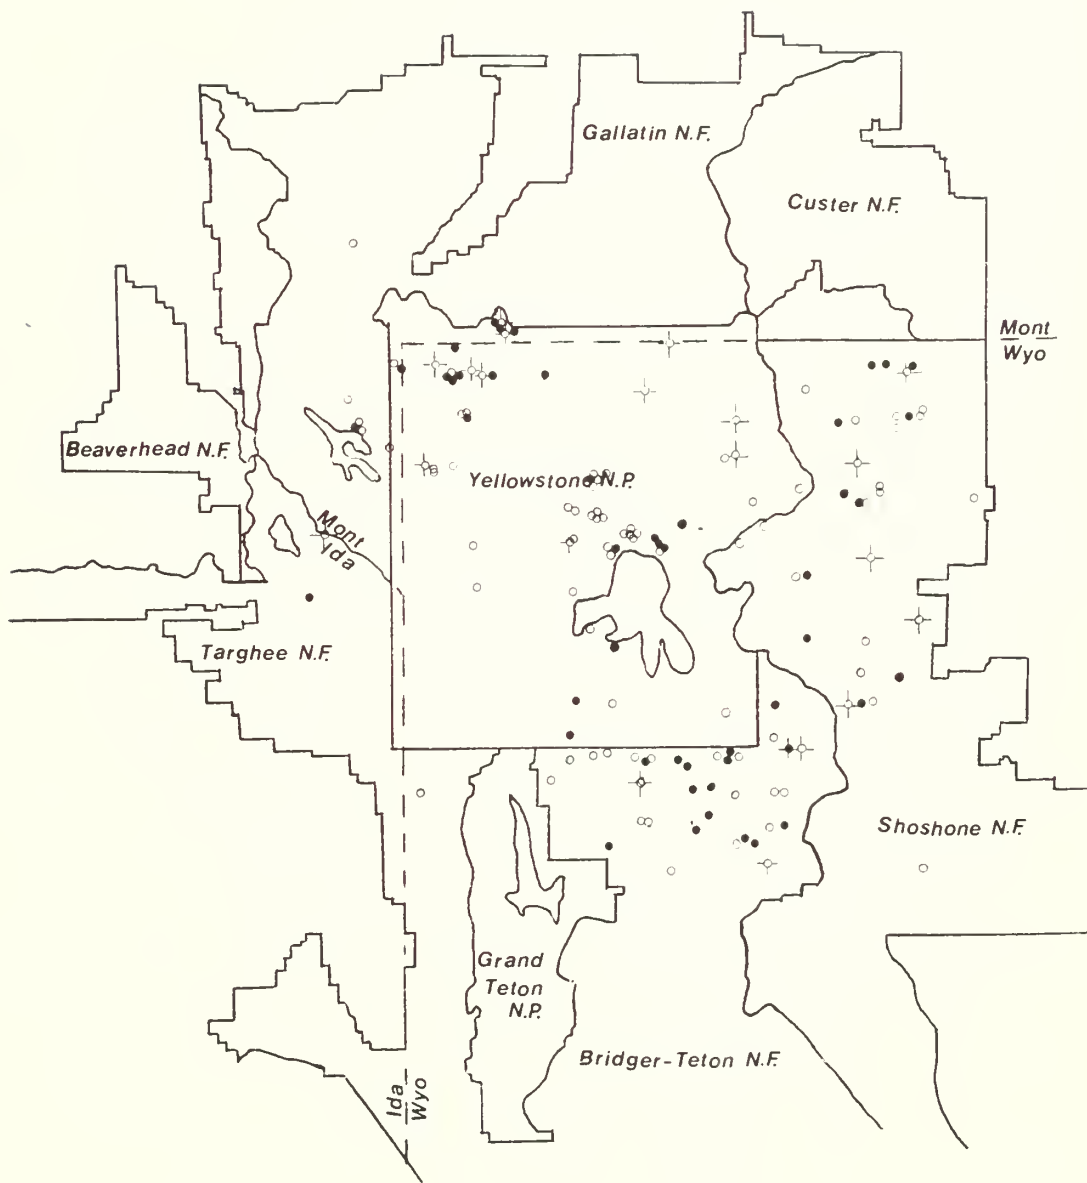 Gallatin N.F.
Custer N.F.
Mont
Wyo
Beaverhead N.F.
Yellowstone N.P.
Mont
Ida
Targhee N.F.
Shoshone N.F.
Grand
Teton
N.P.
Bridger-Teton N.F.
Ida
Wyo